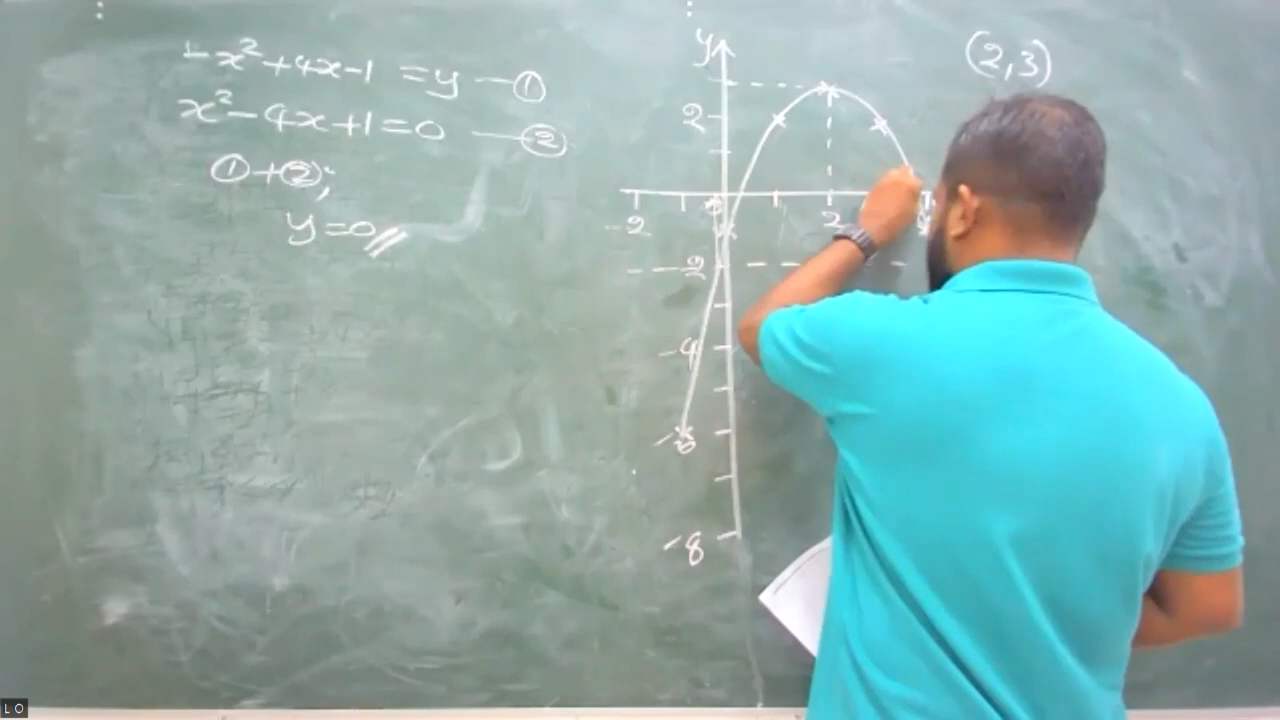 -x²+4x-1 = y —①
x²-4x+1=0 —②
①+②;
y=0
y
(2,3)
2
-2
2
-2
-4
-6
-8
LO